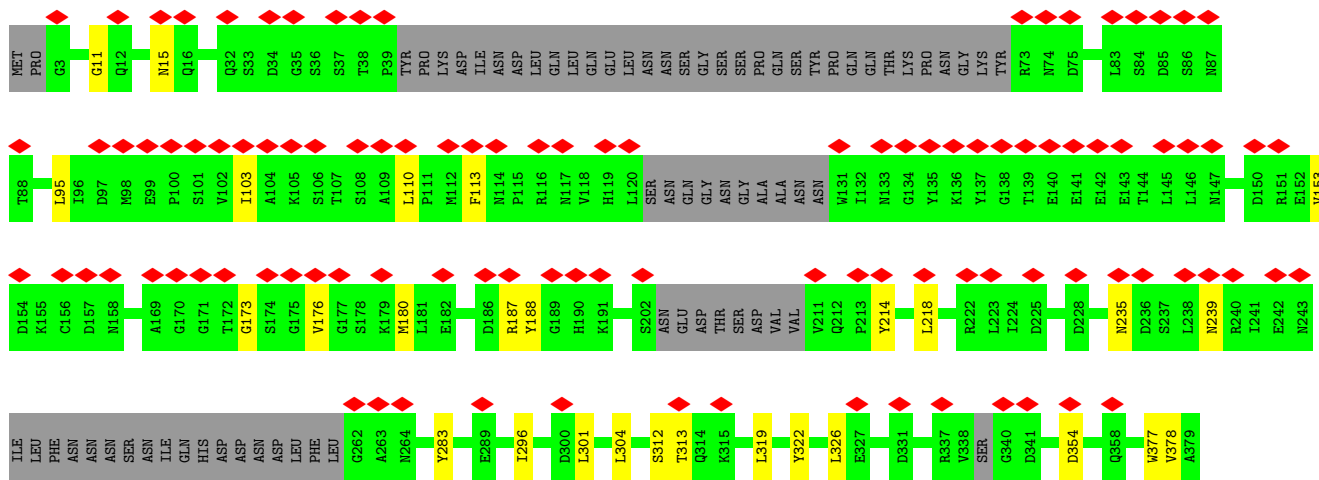 MET PRO G3 G11 Q12 N15 Q16 Q32 S33 D34 G35 S36 S37 T38 P39 TYR PRO LYS ASP ILE ASN ASP LEU GLN LEU GLN GLU LEU ASN ASN SER GLY SER SER PRO GLN SER TYR PRO GLN GLN THR LYS PRO ASN GLY LYS TYR R73 N74 D75 L83 S84 D85 S86 N87
T88 L95 I96 D97 M98 E99 P100 S101 V102 I103 A104 K105 S106 T107 S108 A109 L110 P111 M112 F113 N114 P115 R116 N117 V118 H119 L120 SER ASN GLN GLY ASN GLY ALA ALA ASN ASN W131 I132 N133 G134 Y135 K136 Y137 G138 T139 E140 E141 E142 E143 T144 L145 L146 N147 D150 R151 E152 V153
D154 K155 C156 D157 N158 A169 G170 G171 T172 G173 S174 G175 V176 G177 S178 K179 M180 L181 E182 D186 R187 Y188 G189 H190 K191 S202 ASN GLU ASP THR SER ASP VAL VAL V211 Q212 P213 Y214 L218 R222 L223 I224 D225 D228 N235 D236 S237 L238 N239 R240 I241 E242 N243
ILE LEU PHE ASN ASN ASN SER ASN ILE GLN HIS ASP ASP ASN ASP LEU PHE LEU G262 A263 N264 Y283 E289 I296 D300 L301 L304 S312 T313 Q314 K315 L319 Y322 L326 E327 D331 R337 V338 SER G340 D341 D354 Q358 W377 V378 A379